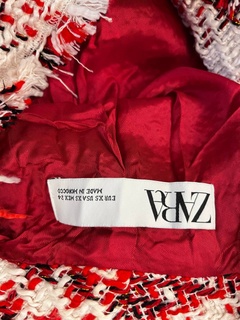 ZARA
EUR XS USA XS MEX 24
MADE IN MOROCCO